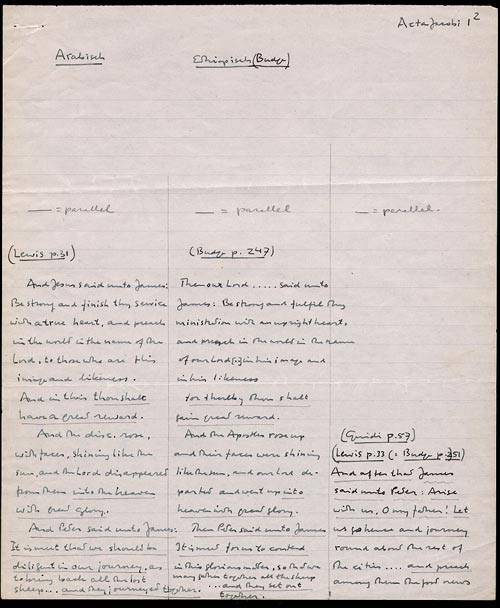 Acta Jacobi 1 2
Arabisch
Ethiopisch (Budge)
— = parallel
— = parallel
— = parallel.
(Lewis p.31)
And Jesus said unto James:
Be strong and finish thy service
with a true heart, and preach
in the world in the name of the
Lord, to those who are this
image and likeness.
And in this thou shalt
have a great reward.
And the disc. rose,
with faces, shining like the
sun, and the Lord disappeared
from them into the heaven
with great glory.
And Peter said unto James:
It is meet that we should be
diligent in our journey, as
to bring back all the lost
sheep... and they journeyed together.
(Budge p. 247)
Then our Lord ..... said unto
James: Be strong and fulfil thy
ministration with an upright heart,
and preach in the world in the name
of our Lord in his image and
in his likeness
for thereby thou shalt
gain great reward.
And the Apostles rose up
and their faces were shining
like the sun, and our Lord de-
parted and went up into
heaven with great glory.
Then Peter said unto James
It is meet for us to contend
in this glorious matter, so that we
may gather together all the sheep
... and they set out
together.
(Guidi p.57)
(Lewis p.33 (: Budge p.251)
And after that James
said unto Peter: Arise
with us, O my father! Let
us go hence and journey
round about the rest of
the cities .... and preach
among them the good news